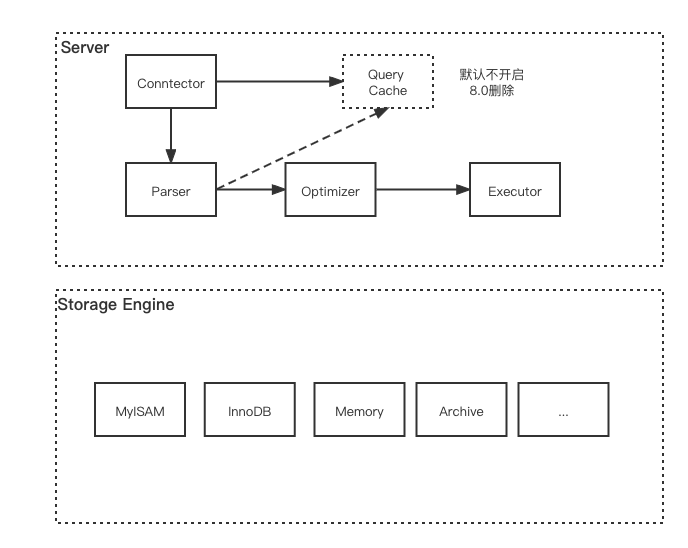 Server
Conntector
Query
Cache
默认不开启
8.0删除
Parser
Optimizer
Executor
Storage Engine
MyISAM
InnoDB
Memory
Archive
...